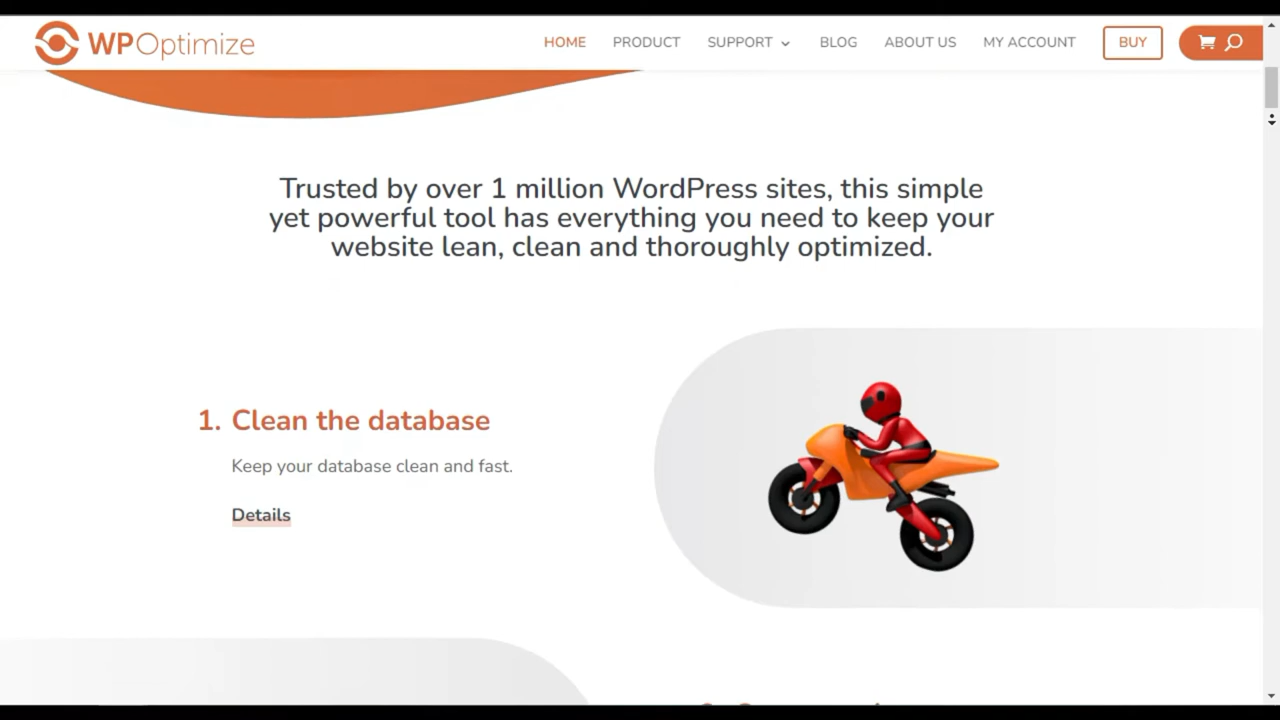 WPOptimize
HOME PRODUCT SUPPORT BLOG ABOUT US MY ACCOUNT BUY
Trusted by over 1 million WordPress sites, this simple
yet powerful tool has everything you need to keep your
website lean, clean and thoroughly optimized.
1. Clean the database
Keep your database clean and fast.
Details